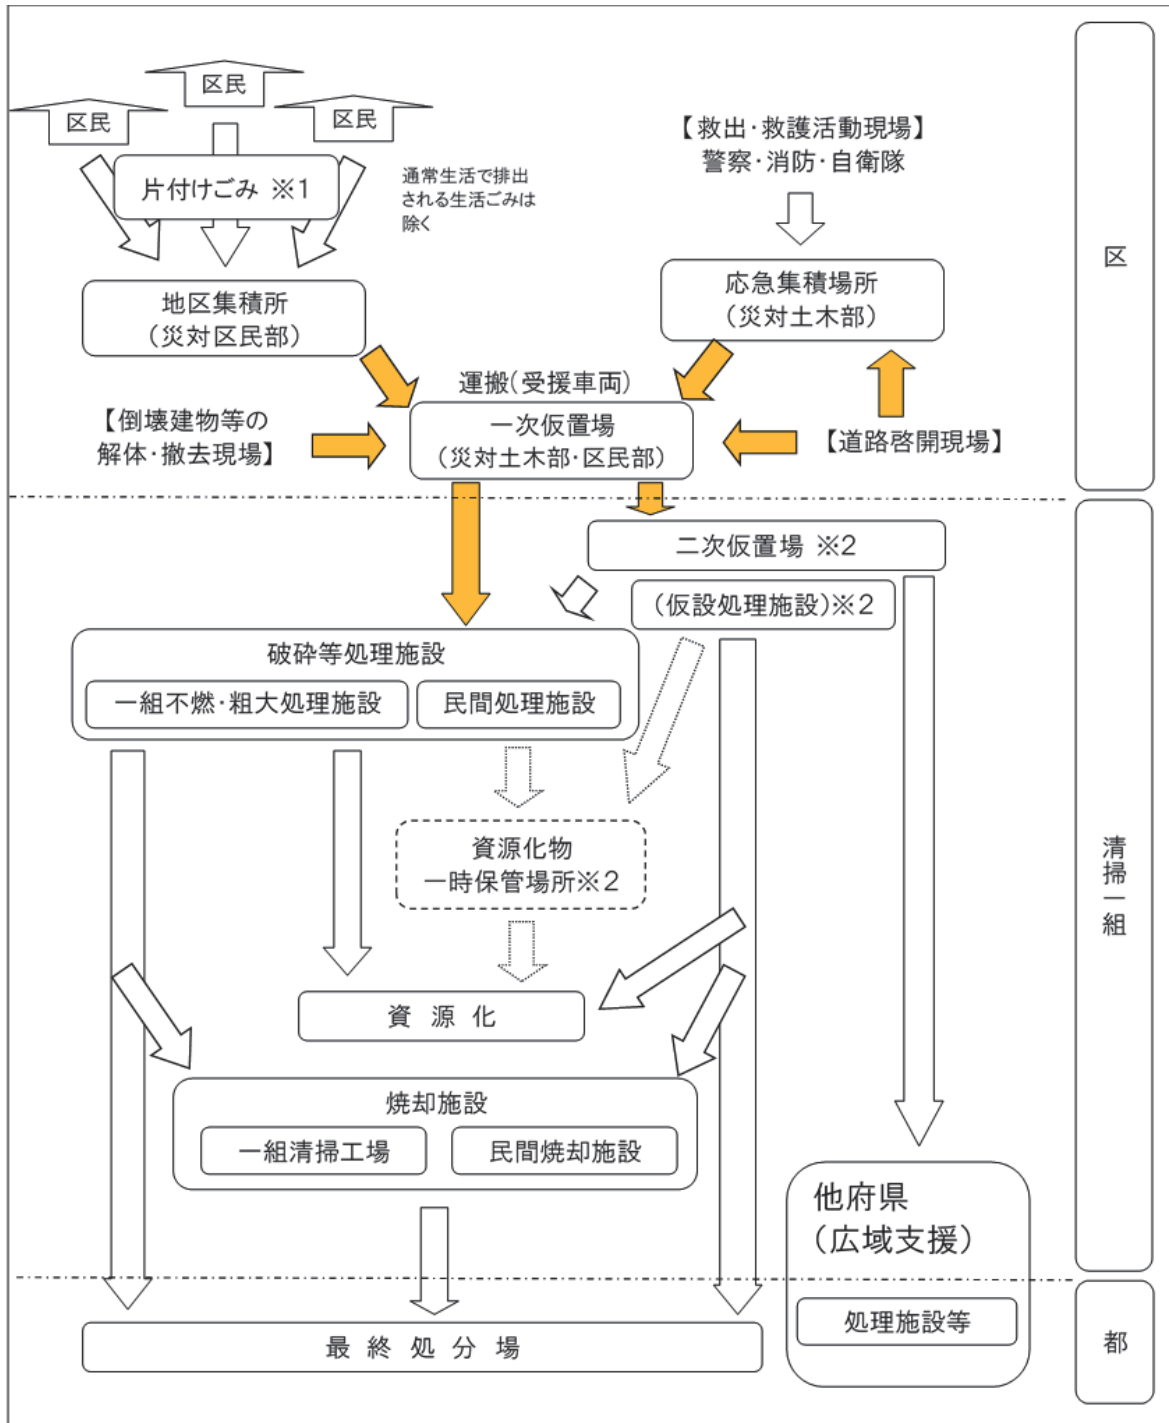 区民
区民
区民
片付けごみ ※1
通常生活で排出
される生活ごみは
除く
【救出・救護活動現場】
警察・消防・自衛隊
区
地区集積所
（災対区民部）
応急集積場所
（災対土木部）
運搬（受援車両）
【倒壊建物等の
解体・撤去現場】
一次仮置場
（災対土木部・区民部）
【道路啓開現場】
二次仮置場 ※2
（仮設処理施設）※2
破砕等処理施設
一組不燃・粗大処理施設
民間処理施設
資源化物
一時保管場所※2
清掃一組
資 源 化
焼却施設
一組清掃工場
民間焼却施設
他府県
（広域支援）
処理施設等
最 終 処 分 場
都